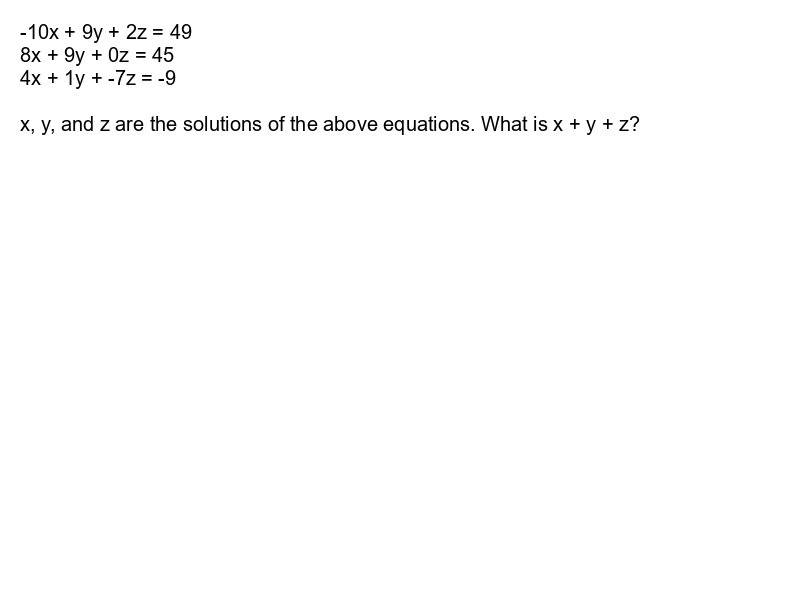 -10x + 9y + 2z = 49
8x + 9y + 0z = 45
4x + 1y + -7z = -9
x, y, and z are the solutions of the above equations. What is x + y + z?